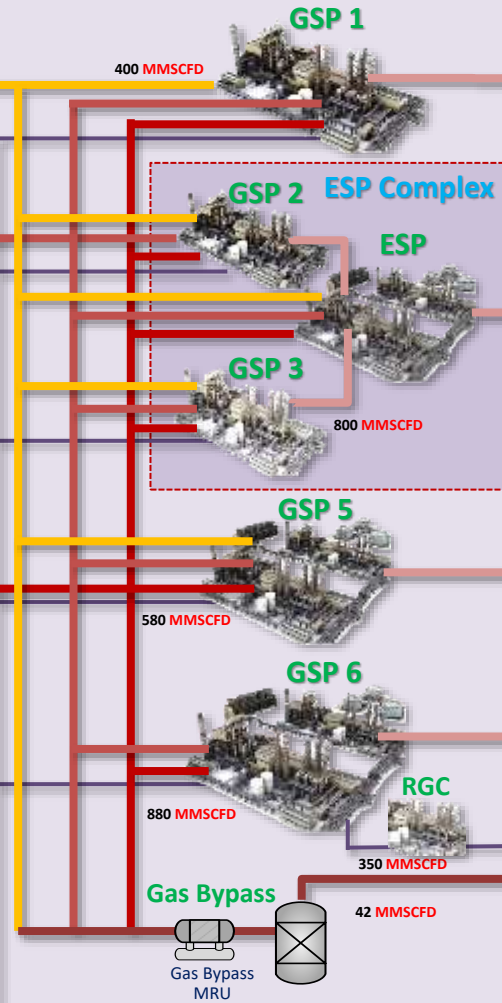 GSP 1
400 MMSCFD
GSP 2
ESP Complex
ESP
GSP 3
800 MMSCFD
GSP 5
580 MMSCFD
GSP 6
RGC
880 MMSCFD
350 MMSCFD
Gas Bypass
42 MMSCFD
Gas Bypass
MRU